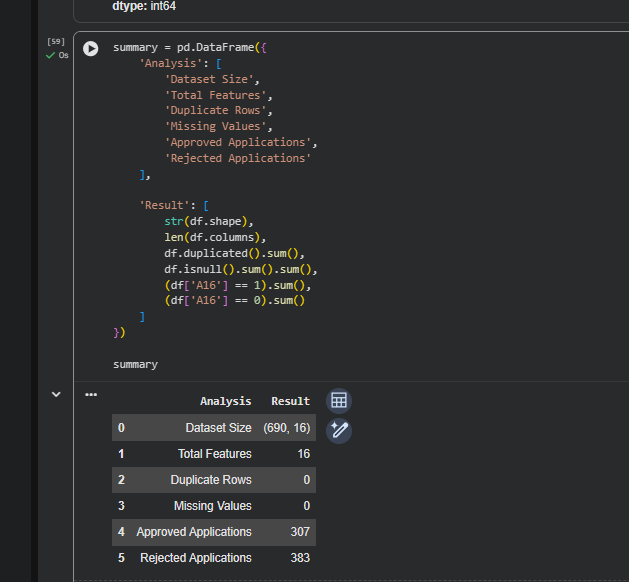 dtype: int64
[59]
0s
summary = pd.DataFrame({
    'Analysis': [
        'Dataset Size',
        'Total Features',
        'Duplicate Rows',
        'Missing Values',
        'Approved Applications',
        'Rejected Applications'
    ],

    'Result': [
        str(df.shape),
        len(df.columns),
        df.duplicated().sum(),
        df.isnull().sum().sum(),
        (df['A16'] == 1).sum(),
        (df['A16'] == 0).sum()
    ]
})

summary
Analysis Result
0 Dataset Size (690, 16)
1 Total Features 16
2 Duplicate Rows 0
3 Missing Values 0
4 Approved Applications 307
5 Rejected Applications 383